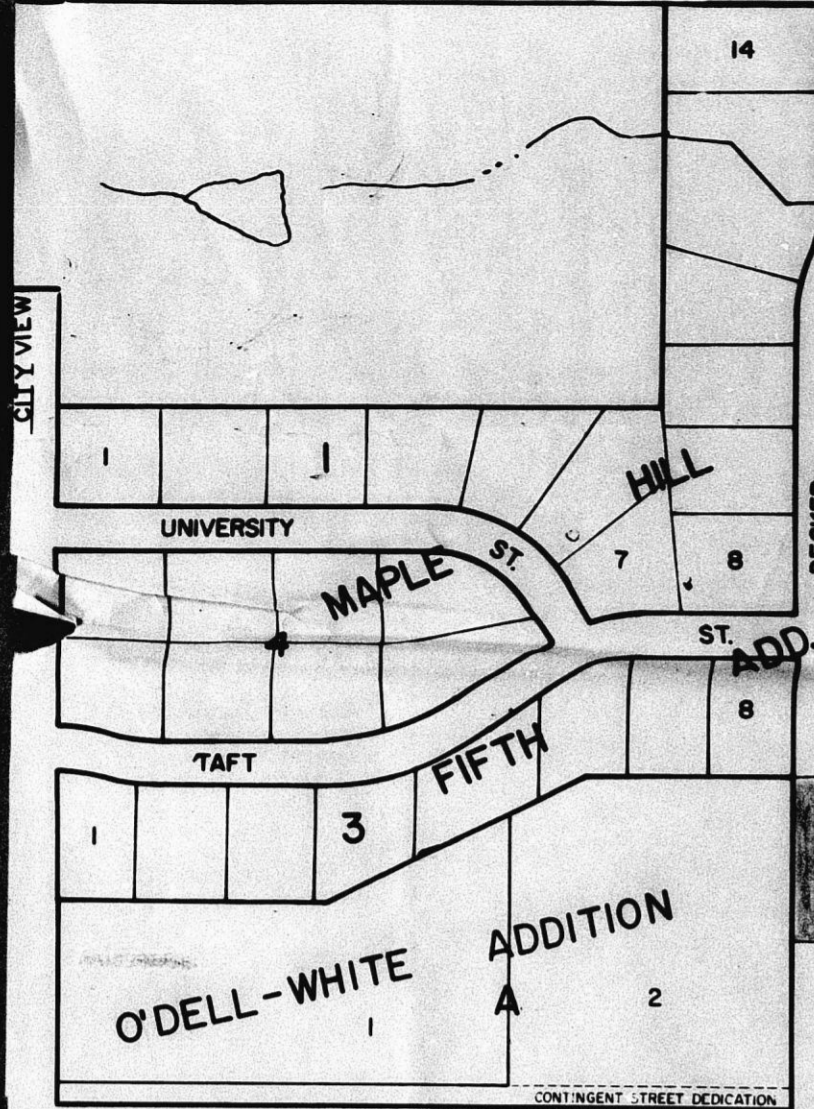 14
CITY VIEW
1
1
HILL
UNIVERSITY
ST.
7
8
MAPLE
ST.
ADD.
4
8
TAFT
FIFTH
1
3
O'DELL-WHITE
ADDITION
1
A
2
CONTINGENT STREET DEDICATION